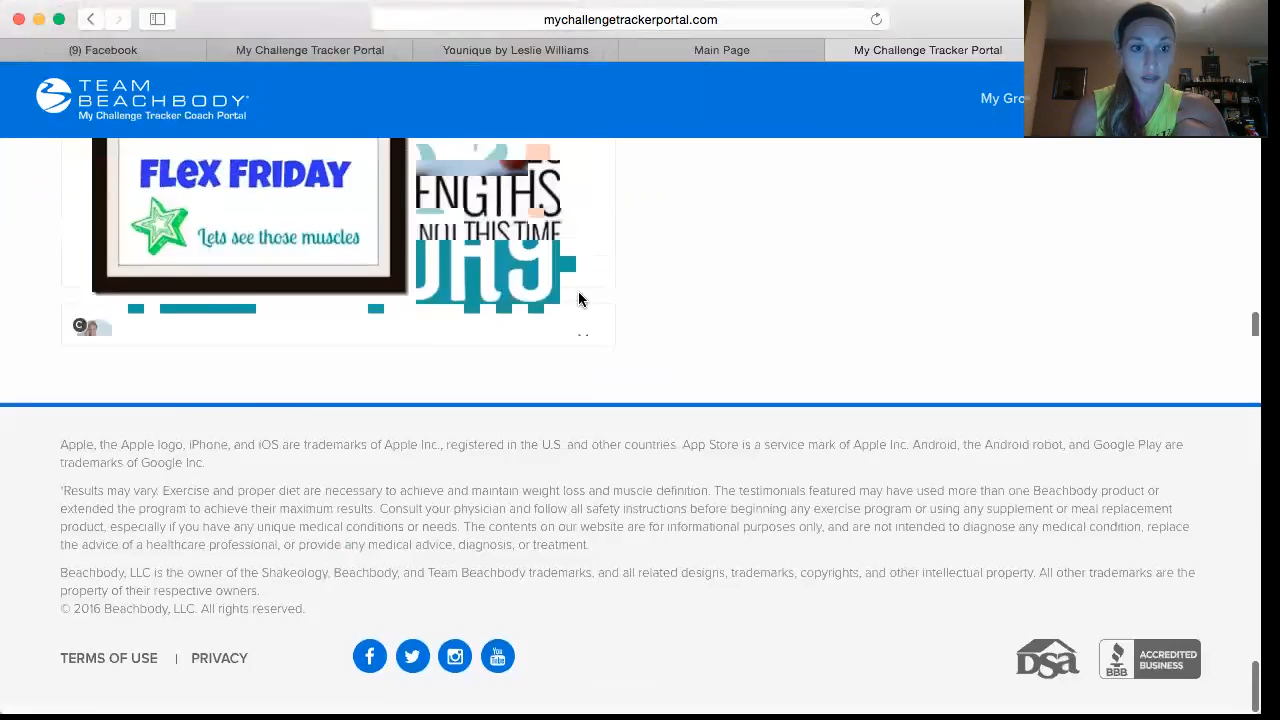 mychallengetrackerportal.com
(9) Facebook
My Challenge Tracker Portal
Younique by Leslie Williams
Main Page
My Challenge Tracker Portal
TEAM
BEACHBODY
My Challenge Tracker Coach Portal
My Gro
FLEX FRIDAY
Lets see those muscles
ENGTHS
NOT THIS TIME
C
Apple, the Apple logo, iPhone, and iOS are trademarks of Apple Inc., registered in the U.S. and other countries. App Store is a service mark of Apple Inc. Android, the Android robot, and Google Play are
trademarks of Google Inc.
*Results may vary. Exercise and proper diet are necessary to achieve and maintain weight loss and muscle definition. The testimonials featured may have used more than one Beachbody product or
extended the program to achieve their maximum results. Consult your physician and follow all safety instructions before beginning any exercise program or using any supplement or meal replacement
product, especially if you have any unique medical conditions or needs. The contents on our website are for informational purposes only, and are not intended to diagnose any medical condition, replace
the advice of a healthcare professional, or provide any medical advice, diagnosis, or treatment.
Beachbody, LLC is the owner of the Shakeology, Beachbody, and Team Beachbody trademarks, and all related designs, trademarks, copyrights, and other intellectual property. All other trademarks are the
property of their respective owners.
© 2016 Beachbody, LLC. All rights reserved.
TERMS OF USE | PRIVACY
You
Tube
DSA
BBB
ACCREDITED
BUSINESS